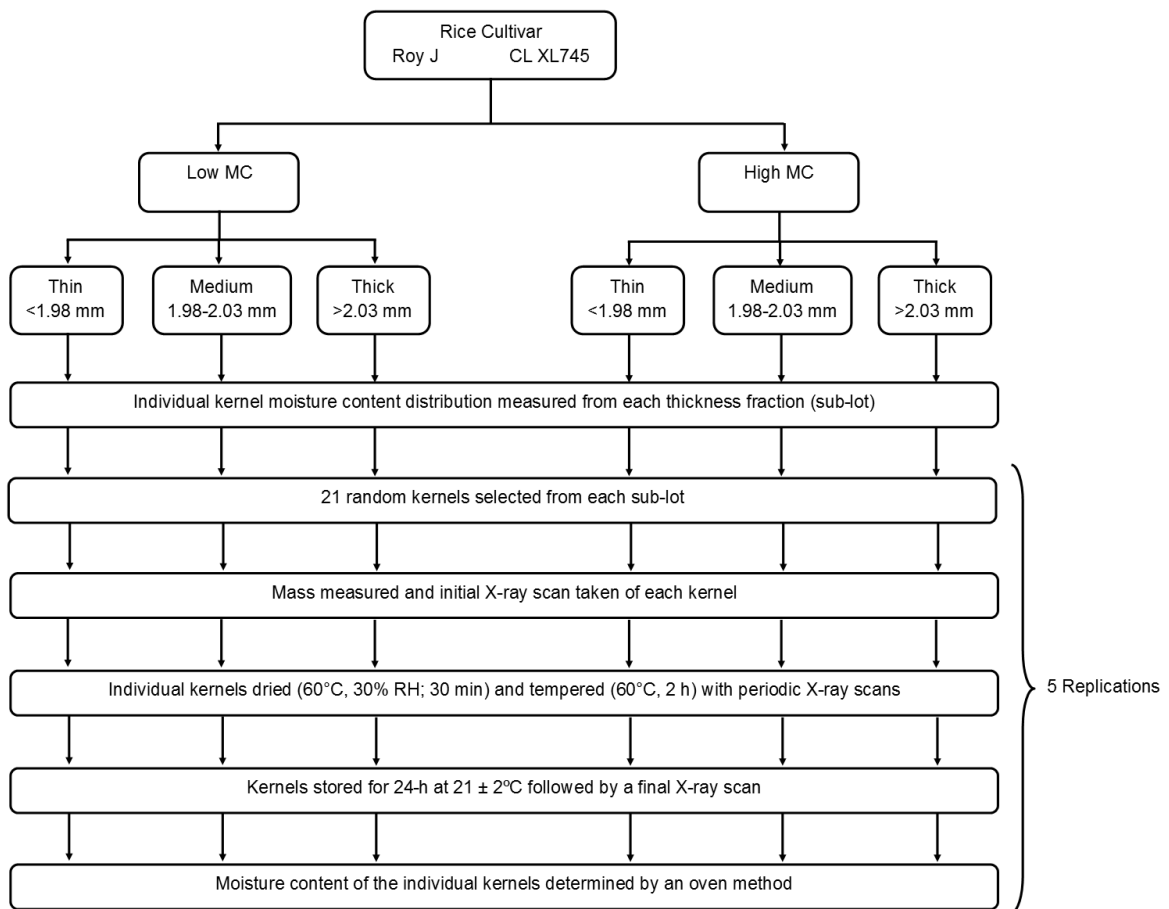 Rice Cultivar
Roy J CL XL745
Low MC
High MC
Thin
<1.98 mm
Medium
1.98-2.03 mm
Thick
>2.03 mm
Thin
<1.98 mm
Medium
1.98-2.03 mm
Thick
>2.03 mm
Individual kernel moisture content distribution measured from each thickness fraction (sub-lot)
21 random kernels selected from each sub-lot
Mass measured and initial X-ray scan taken of each kernel
Individual kernels dried (60°C, 30% RH; 30 min) and tempered (60°C, 2 h) with periodic X-ray scans
5 Replications
Kernels stored for 24-h at 21 ± 2ºC followed by a final X-ray scan
Moisture content of the individual kernels determined by an oven method